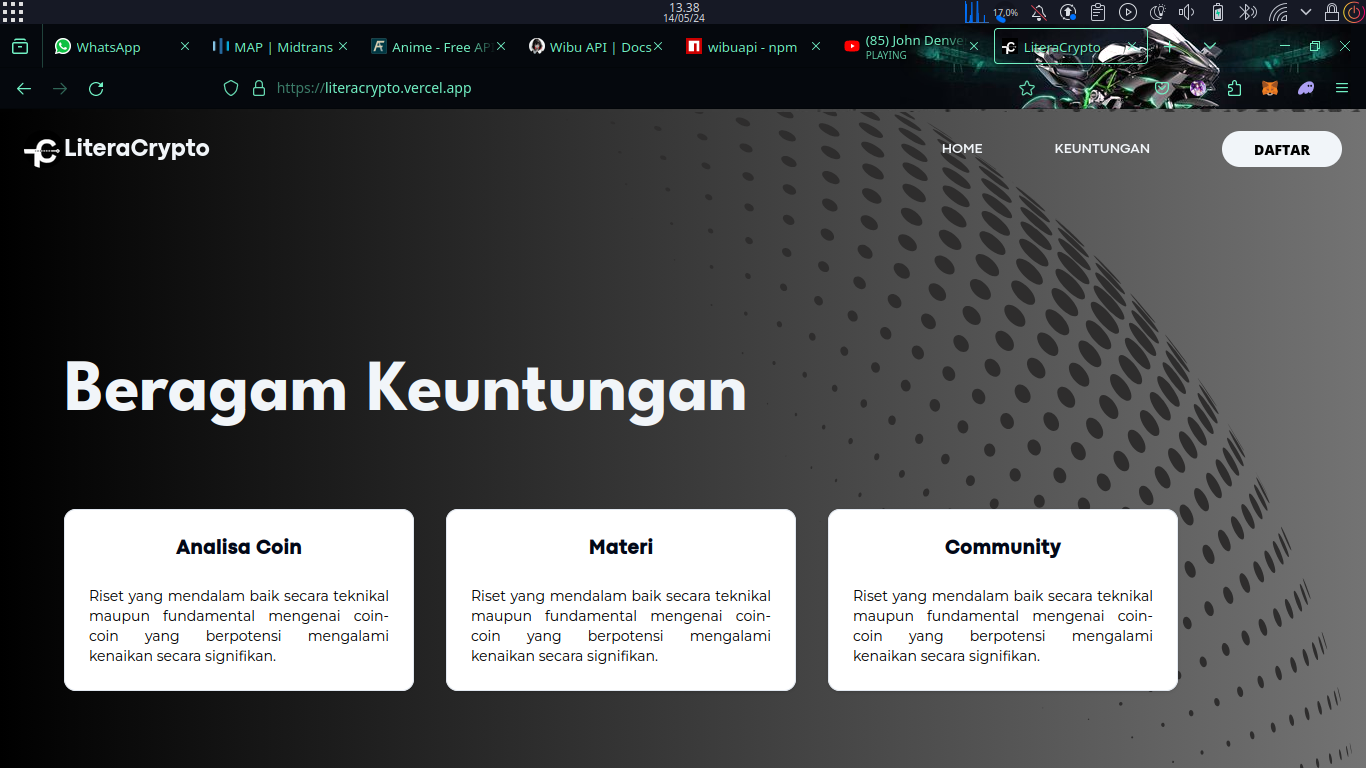 13.38
14/05/24
17,0%
WhatsApp
MAP | Midtrans
Anime - Free AP
Wibu API | Docs
wibuapi - npm
(85) John Denve
PLAYING
LiteraCrypto
https://literacrypto.vercel.app
LiteraCrypto
HOME
KEUNTUNGAN
DAFTAR
Beragam Keuntungan
Analisa Coin
Riset yang mendalam baik secara teknikal
maupun fundamental mengenai coin-
coin yang berpotensi mengalami
kenaikan secara signifikan.
Materi
Riset yang mendalam baik secara teknikal
maupun fundamental mengenai coin-
coin yang berpotensi mengalami
kenaikan secara signifikan.
Community
Riset yang mendalam baik secara teknikal
maupun fundamental mengenai coin-
coin yang berpotensi mengalami
kenaikan secara signifikan.